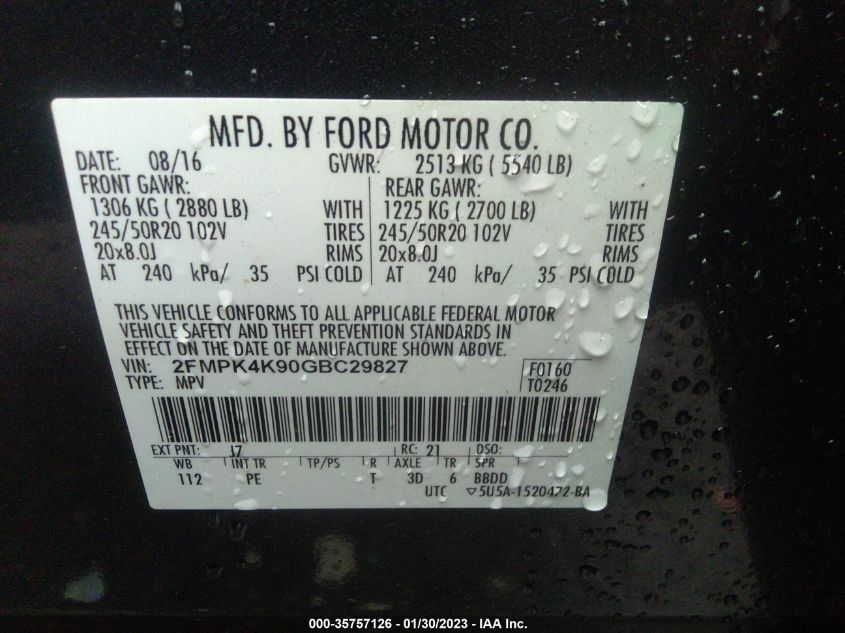 MFD. BY FORD MOTOR CO.
DATE: 08/16 GVWR: 2513 KG ( 5540 LB)
FRONT GAWR: REAR GAWR:
1306 KG ( 2880 LB) WITH 1225 KG ( 2700 LB) WITH
245/50R20 102V TIRES 245/50R20 102V TIRES
20x8.0J RIMS 20x8.0J RIMS
AT 240 kPa/ 35 PSI COLD AT 240 kPa/ 35 PSI COLD
THIS VEHICLE CONFORMS TO ALL APPLICABLE FEDERAL MOTOR
VEHICLE SAFETY AND THEFT PREVENTION STANDARDS IN
EFFECT ON THE DATE OF MANUFACTURE SHOWN ABOVE.
VIN: 2FMPK4K90GBC29827 F0160
TYPE: MPV T0246
EXT PNT: J7 RC: 21 DSO:
WB INT TR TP/PS R AXLE TR SPR
112 PE T 3D 6 BBDD
UTC ▽5U5A-1520472-BA
000-35757126 - 01/30/2023 - IAA Inc.